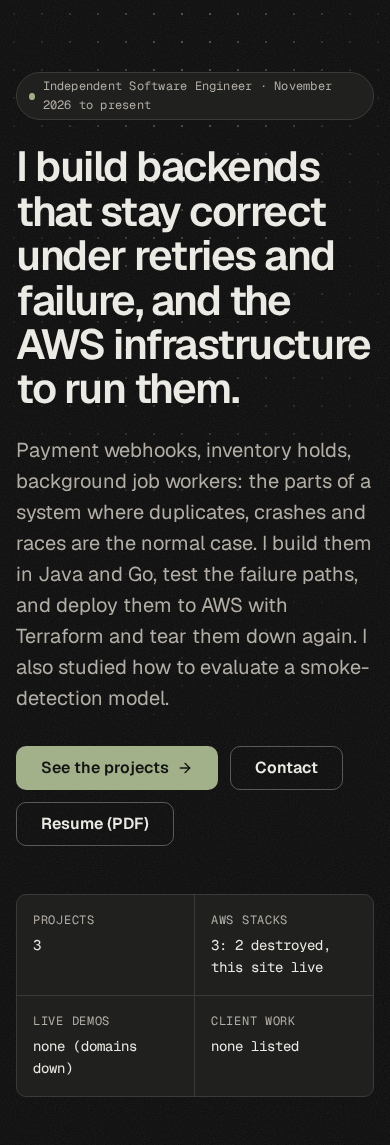 Independent Software Engineer · November
2026 to present
I build backends
that stay correct
under retries and
failure, and the
AWS infrastructure
to run them.
Payment webhooks, inventory holds,
background job workers: the parts of a
system where duplicates, crashes and
races are the normal case. I build them
in Java and Go, test the failure paths,
and deploy them to AWS with
Terraform and tear them down again. I
also studied how to evaluate a smoke-
detection model.
See the projects →
Contact
Resume (PDF)
PROJECTS
3
AWS STACKS
3: 2 destroyed,
this site live
LIVE DEMOS
none (domains
down)
CLIENT WORK
none listed